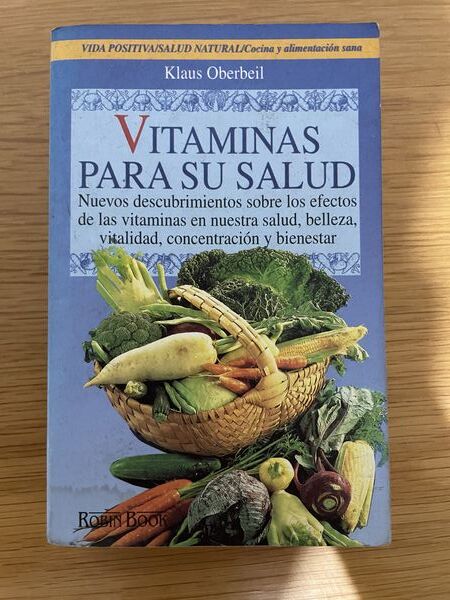 VIDA POSITIVA/SALUD NATURAL/Cocina y alimentación sana
Klaus Oberbeil
VITAMINAS
PARA SU SALUD
Nuevos descubrimientos sobre los efectos
de las vitaminas en nuestra salud, belleza,
vitalidad, concentración y bienestar
ROBIN BOOK